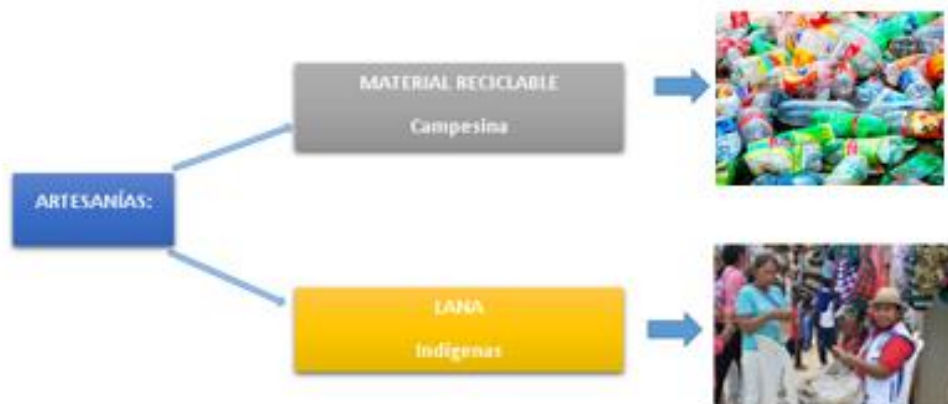 ARTESANÍAS:
MATERIAL RECICLABLE
Campesina
LANA
Indígenas